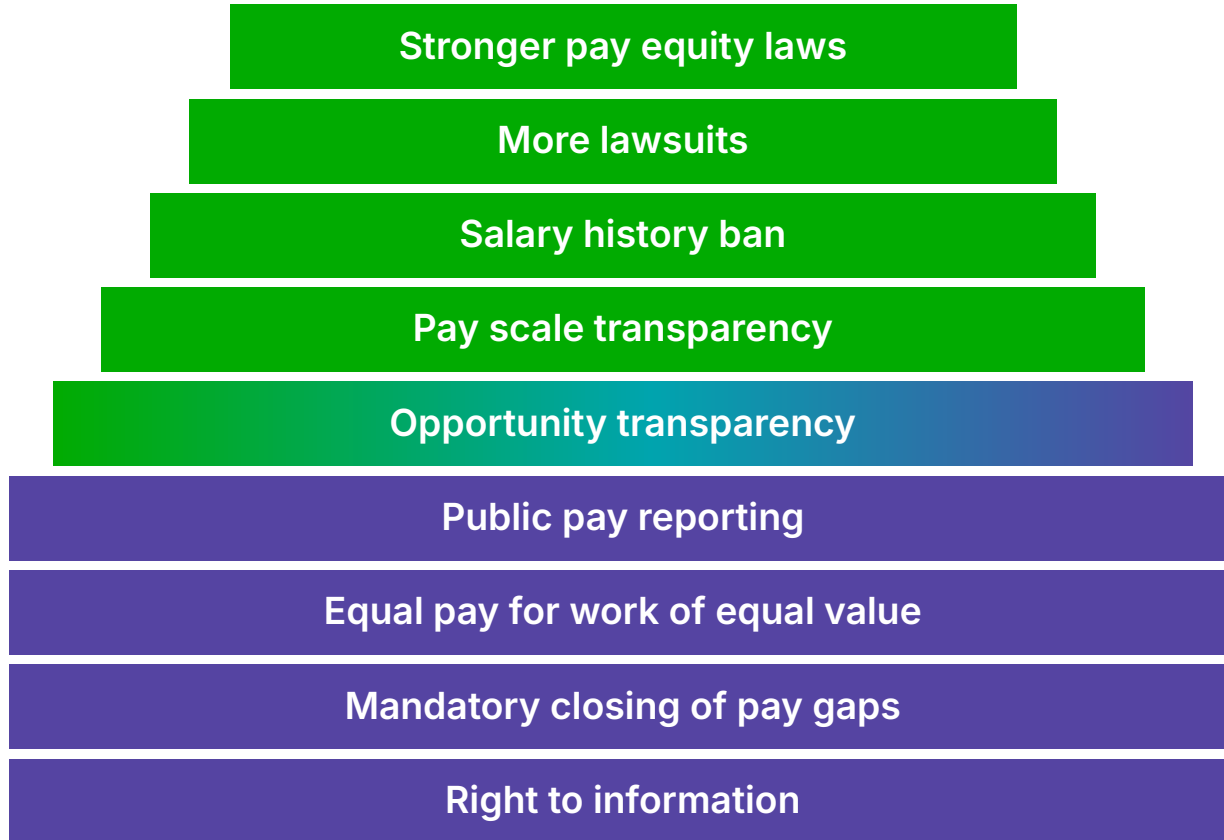 Stronger pay equity laws
More lawsuits
Salary history ban
Pay scale transparency
Opportunity transparency
Public pay reporting
Equal pay for work of equal value
Mandatory closing of pay gaps
Right to information